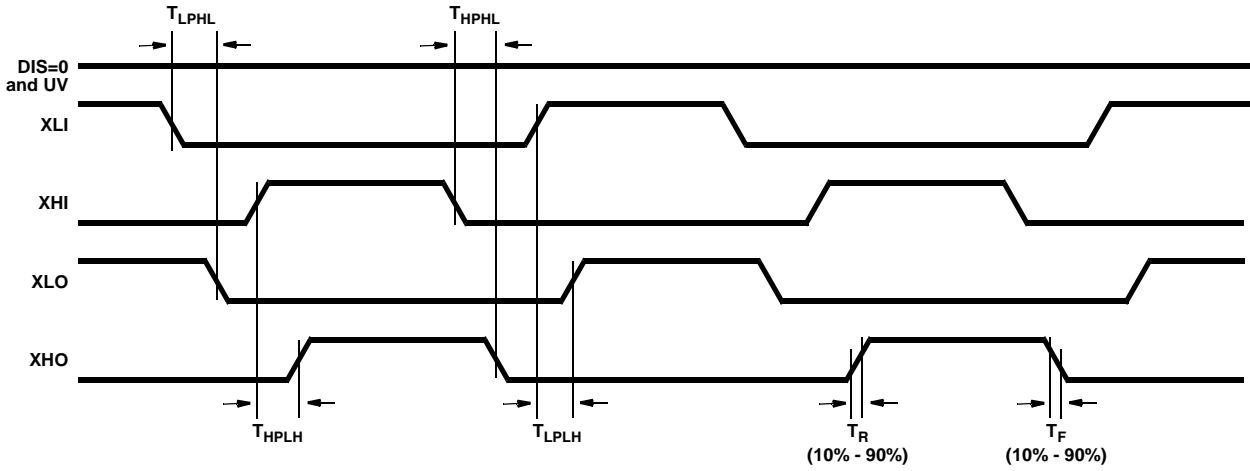 TLPHL
THPHL
DIS=0
and UV
XLI
XHI
XLO
XHO
THPLH
TLPLH
TR
(10% - 90%)
TF
(10% - 90%)